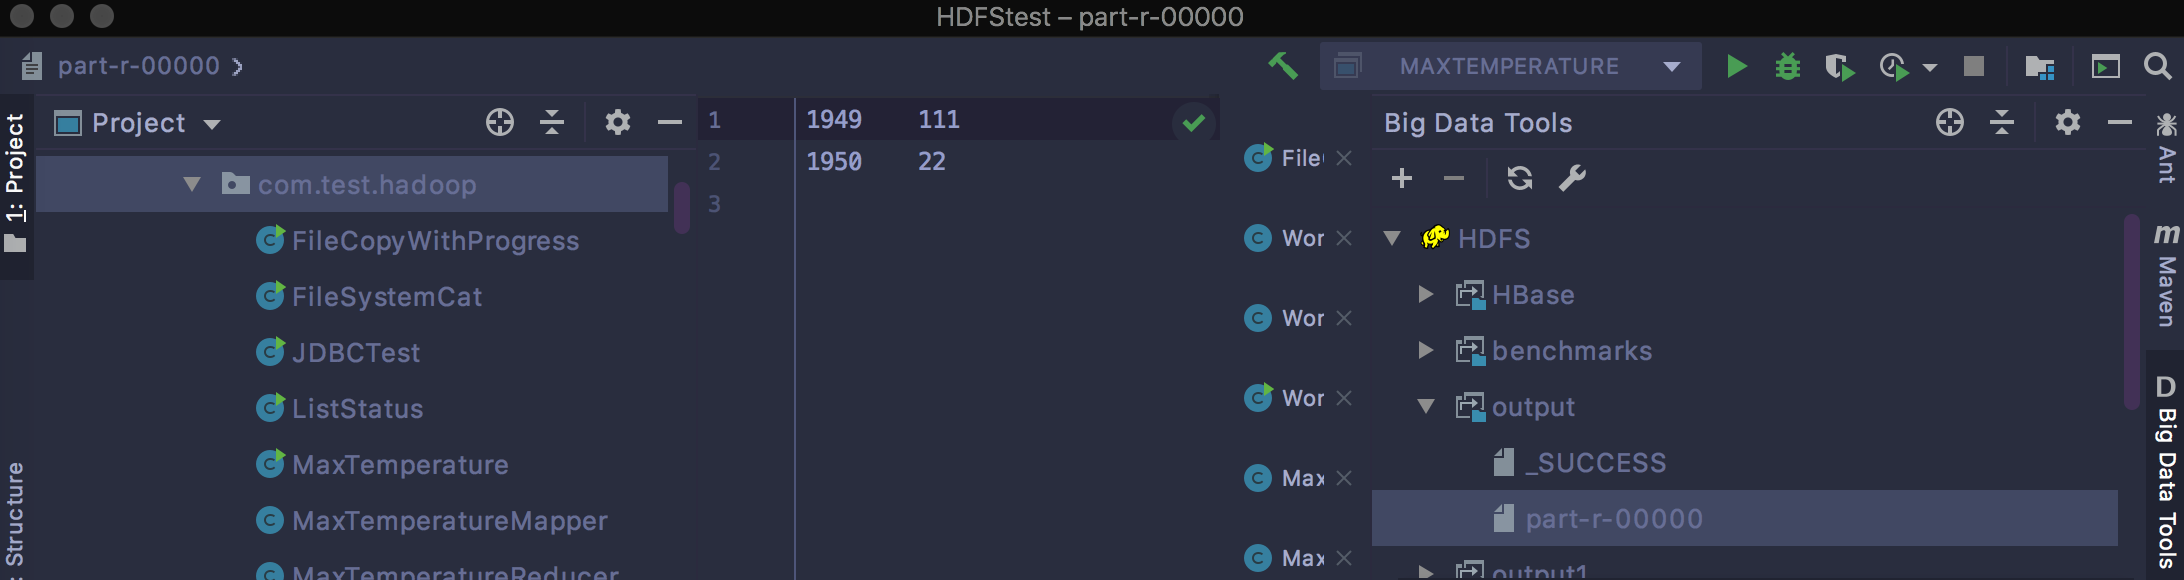 HDFStest – part-r-00000
part-r-00000
MAXTEMPERATURE
1: Project
Structure
Project
com.test.hadoop
FileCopyWithProgress
FileSystemCat
JDBCTest
ListStatus
MaxTemperature
MaxTemperatureMapper
MaxTemperatureReducer
1 1949 111
2 1950 22
3
File
Wor
Wor
Wor
Max
Max
Big Data Tools
HDFS
HBase
benchmarks
output
_SUCCESS
part-r-00000
output1
Ant
m Maven
D Big Data Tools